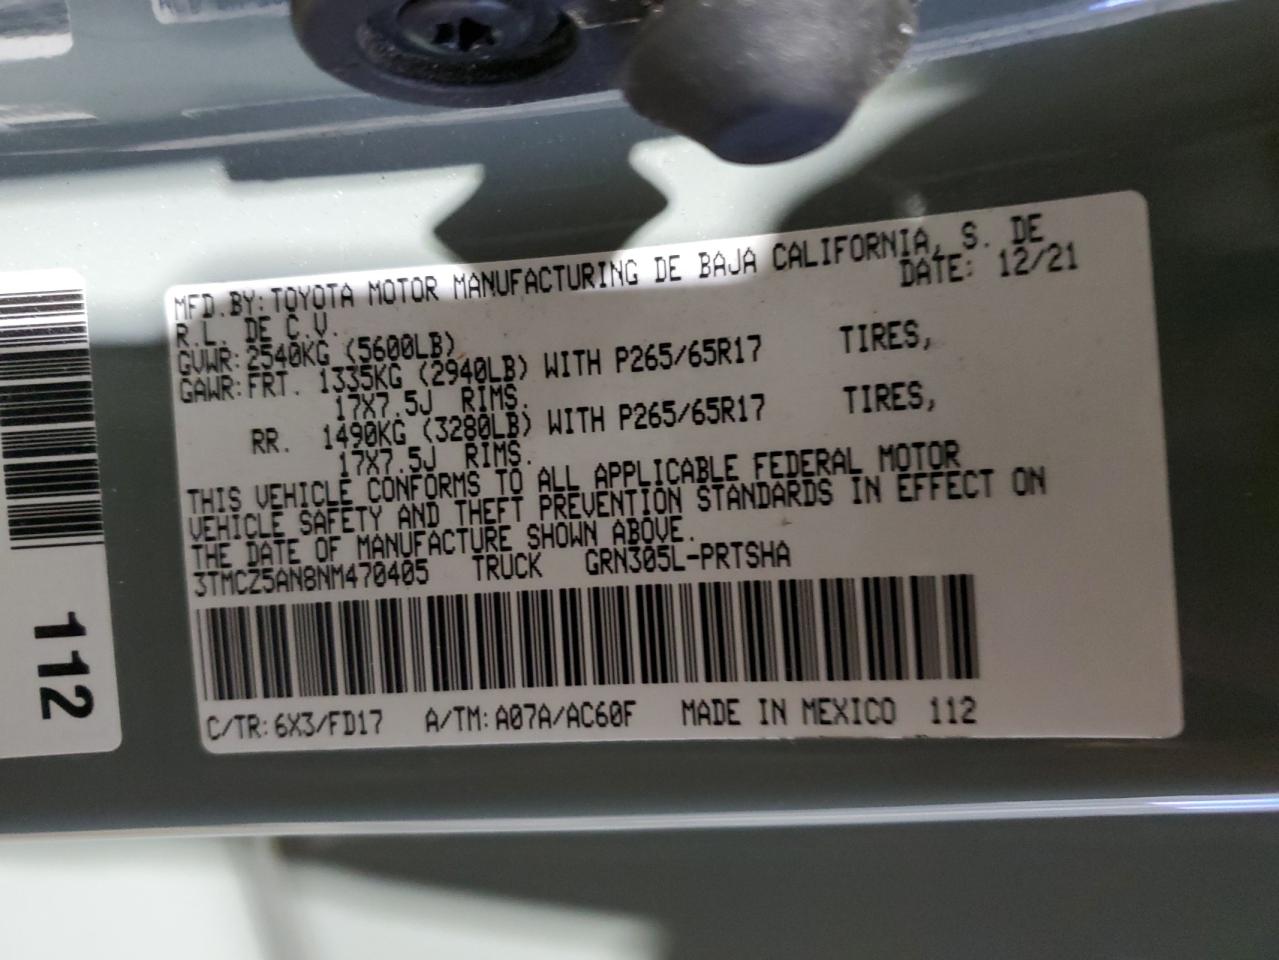 MFD.BY:TOYOTA MOTOR MANUFACTURING DE BAJA CALIFORNIA, S. DE
R.L. DE C.V. DATE: 12/21
GVWR:2540KG (5600LB)
GAWR:FRT. 1335KG (2940LB) WITH P265/65R17 TIRES,
17X7.5J RIMS.
RR. 1490KG (3280LB) WITH P265/65R17 TIRES,
17X7.5J RIMS.
THIS VEHICLE CONFORMS TO ALL APPLICABLE FEDERAL MOTOR
VEHICLE SAFETY AND THEFT PREVENTION STANDARDS IN EFFECT ON
THE DATE OF MANUFACTURE SHOWN ABOVE.
3TMCZ5AN8NM470405 TRUCK GRN305L-PRTSHA
C/TR:6X3/FD17 A/TM:A07A/AC60F MADE IN MEXICO 112
112